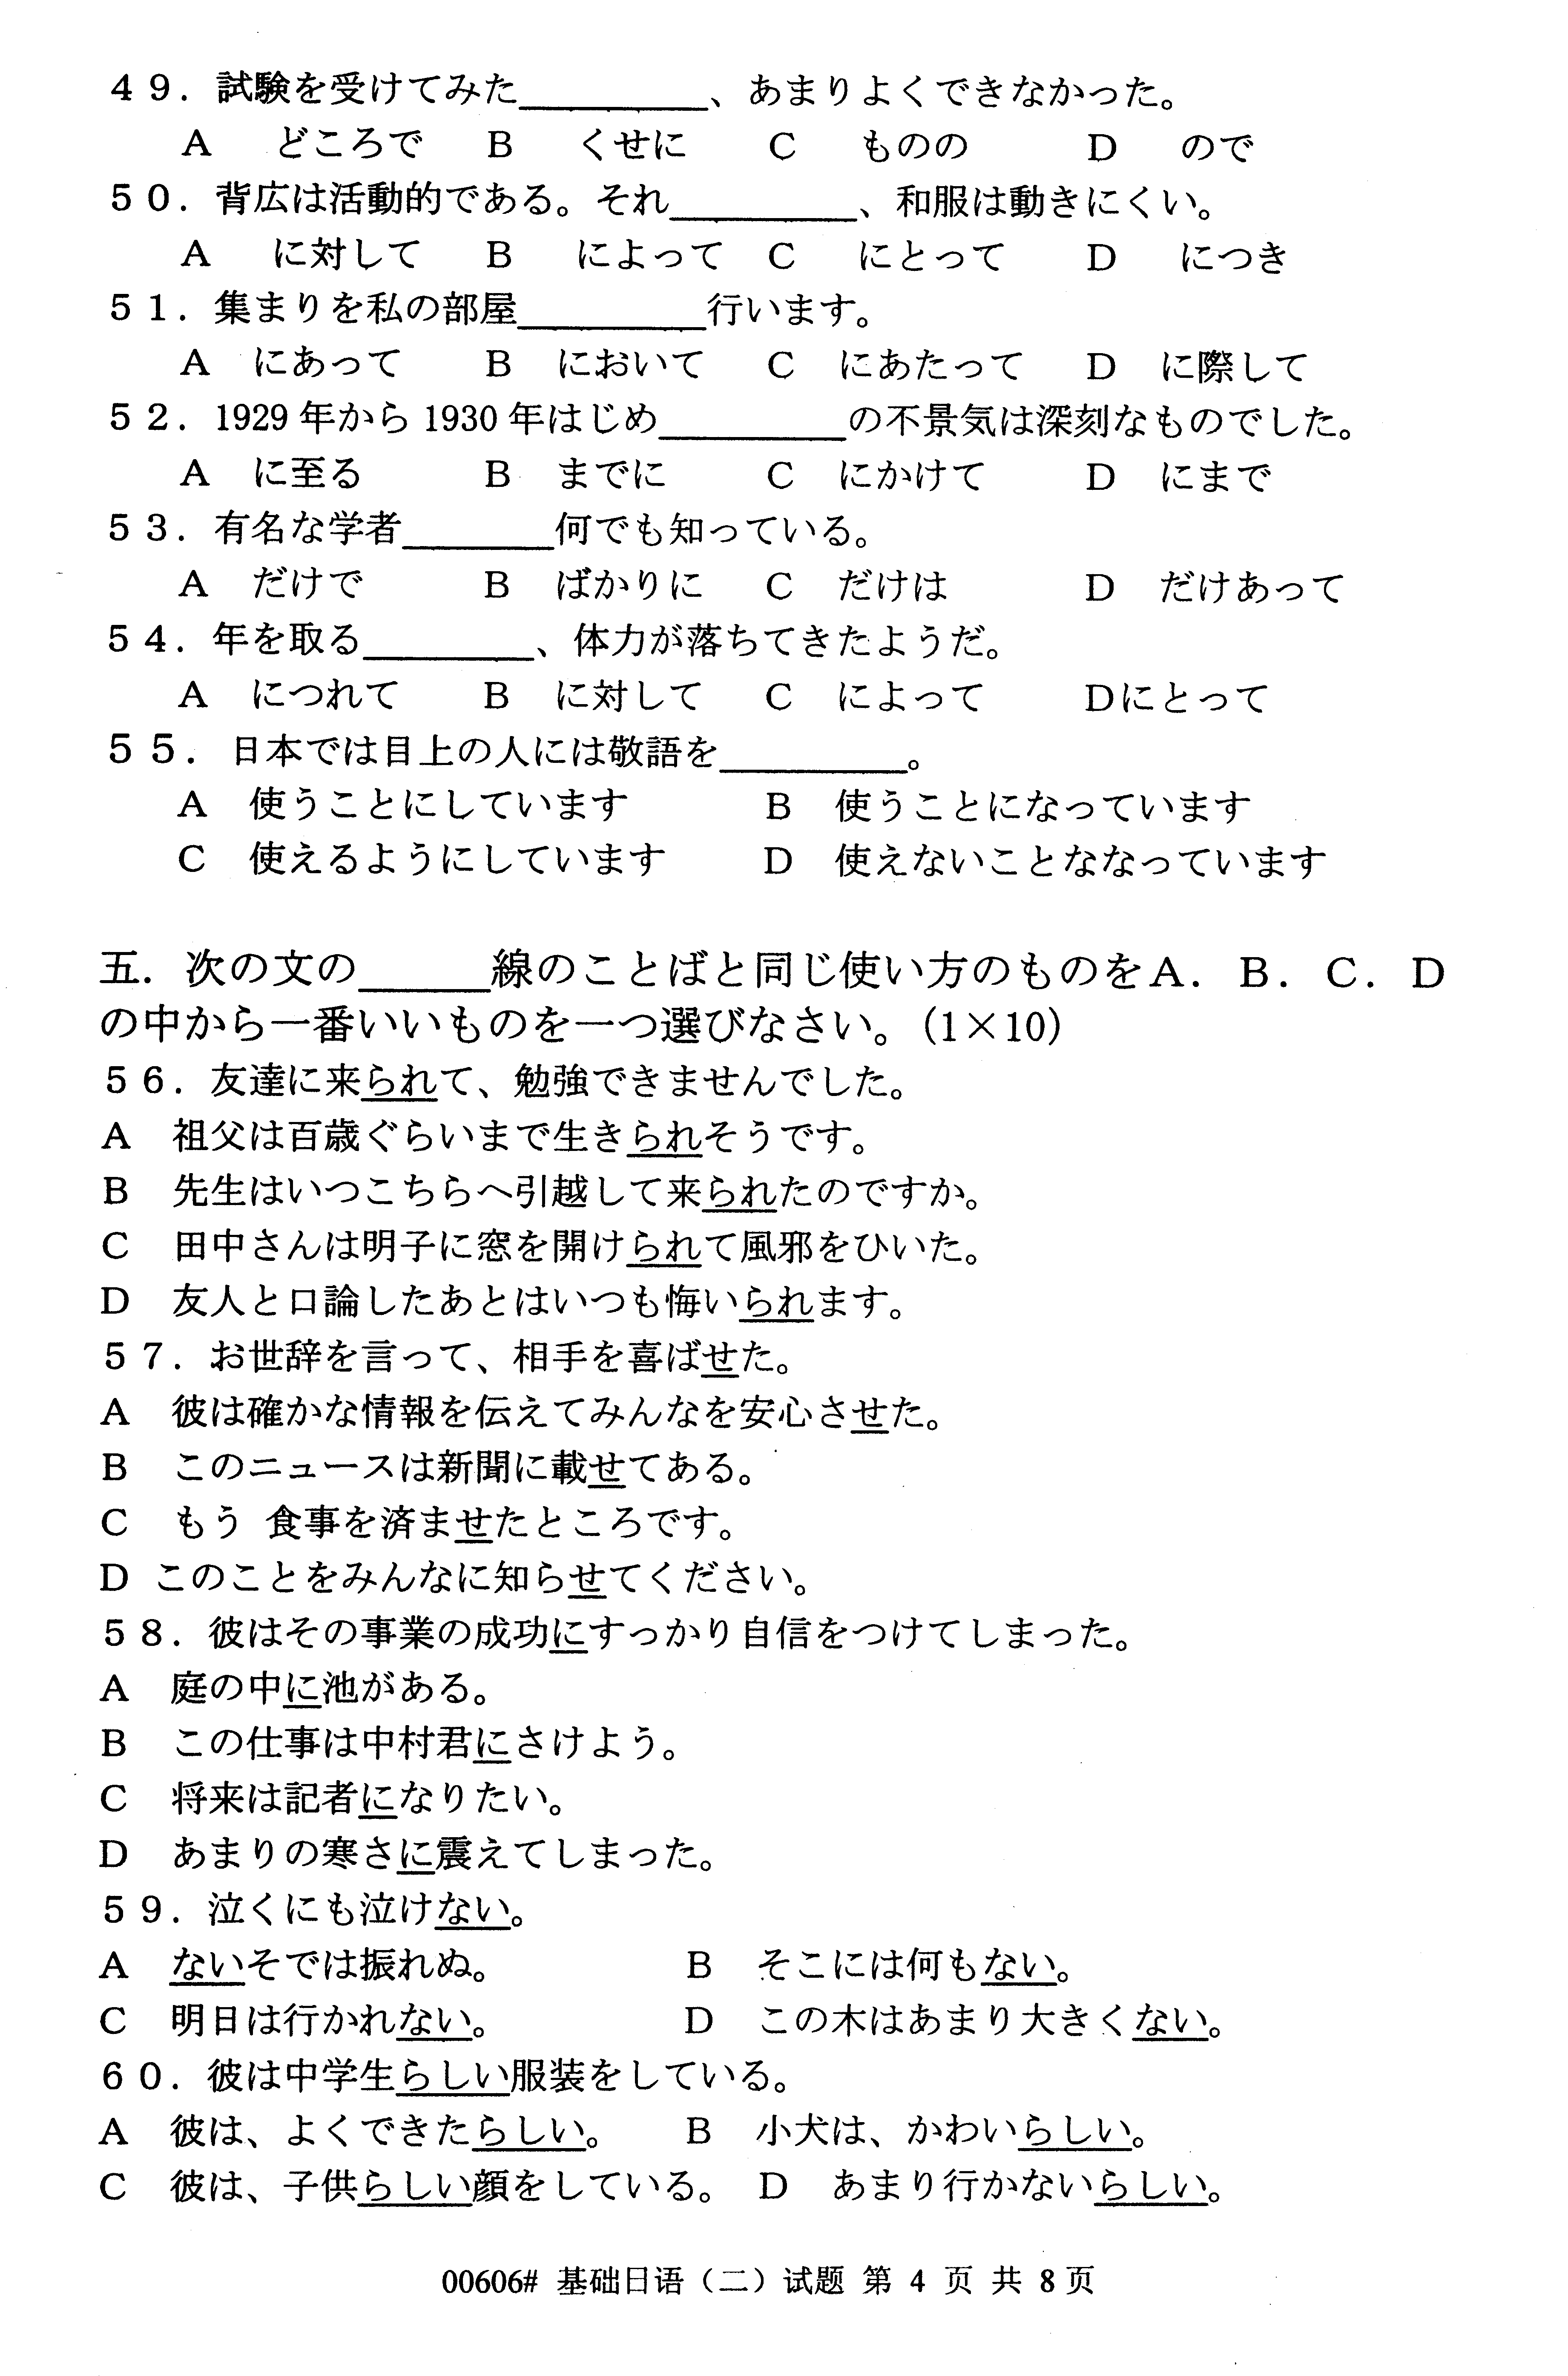 ４９．試験を受けてみた＿＿＿＿＿、あまりよくできなかった。
A　どころで　B　くせに　C　ものの　D　ので
５０．背広は活動的である。それ＿＿＿＿＿、和服は動きにくい。
A　に対して　B　によって　C　にとって　D　につき
５１．集まりを私の部屋＿＿＿＿＿行います。
A　にあって　B　において　C　にあたって　D　に際して
５２．1929年から1930年はじめ＿＿＿＿＿の不景気は深刻なものでした。
A　に至る　B　までに　C　にかけて　D　にまで
５３．有名な学者＿＿＿＿何でも知っている。
A　だけで　B　ばかりに　C　だけは　D　だけあって
５４．年を取る＿＿＿＿＿、体力が落ちてきたようだ。
A　につれて　B　に対して　C　によって　Dにとって
５５．日本では目上の人には敬語を＿＿＿＿＿。
A　使うことにしています　B　使うことになっています
C　使えるようにしています　D　使えないことななっています
五．次の文の＿＿＿線のことばと同じ使い方のものをA．B．C．D
の中から一番いいものを一つ選びなさい。（1×10）
５６．友達に来られて、勉強できませんでした。
A　祖父は百歳ぐらいまで生きられそうです。
B　先生はいつこちらへ引越して来られたのですか。
C　田中さんは明子に窓を開けられて風邪をひいた。
D　友人と口論したあとはいつも悔いられます。
５７．お世辞を言って、相手を喜ばせた。
A　彼は確かな情報を伝えてみんなを安心させた。
B　このニュースは新聞に載せてある。
C　もう 食事を済ませたところです。
D このことをみんなに知らせてください。
５８．彼はその事業の成功にすっかり自信をつけてしまった。
A　庭の中に池がある。
B　この仕事は中村君にさけよう。
C　将来は記者になりたい。
D　あまりの寒さに震えてしまった。
５９．泣くにも泣けない。
A　ないそでは振れぬ。　B　そこには何もない。
C　明日は行かれない。　D　この木はあまり大きくない。
６０．彼は中学生らしい服装をしている。
A　彼は、よくできたらしい。　B　小犬は、かわいらしい。
C　彼は、子供らしい顔をしている。　D　あまり行かないらしい。
00606# 基础日语（二）试题 第 4 页 共 8 页